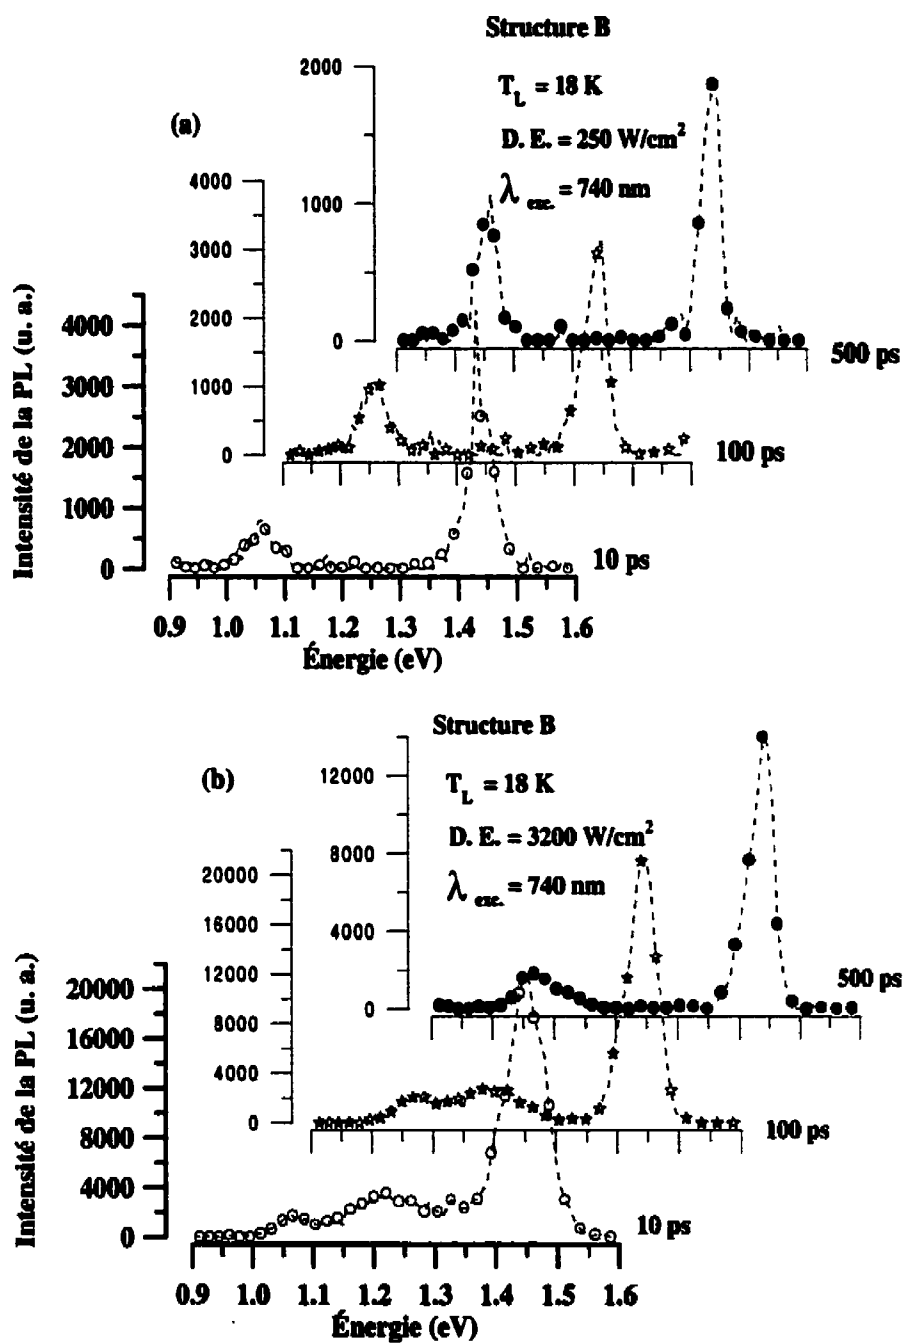 Structure B
(a)
T_L = 18 K
D. E. = 250 W/cm²
λ exc. = 740 nm
2000
1000
0
500 ps
4000
3000
2000
1000
0
100 ps
Intensité de la PL (u. a.)
4000
3000
2000
1000
0
10 ps
0.9 1.0 1.1 1.2 1.3 1.4 1.5 1.6
Énergie (eV)
Structure B
(b)
T_L = 18 K
D. E. = 3200 W/cm²
λ exc. = 740 nm
12000
8000
4000
0
500 ps
20000
16000
12000
8000
4000
0
100 ps
Intensité de la PL (u. a.)
20000
16000
12000
8000
4000
0
10 ps
0.9 1.0 1.1 1.2 1.3 1.4 1.5 1.6
Énergie (eV)